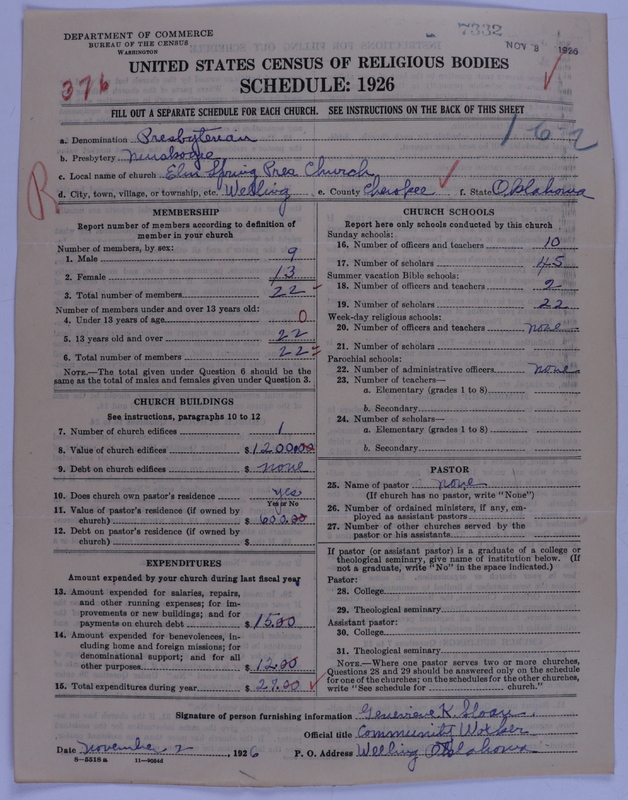 DEPARTMENT OF COMMERCE
BUREAU OF THE CENSUS
WASHINGTON
7332
NOV 8 1926
376
UNITED STATES CENSUS OF RELIGIOUS BODIES
SCHEDULE: 1926
FILL OUT A SEPARATE SCHEDULE FOR EACH CHURCH. SEE INSTRUCTIONS ON THE BACK OF THIS SHEET
1-6-2
a. Denomination Presbyterian
b. Presbytery Muskogee
c. Local name of church Elm Spring Pres Church
R
d. City, town, village, or township, etc. Welling, e. County Cherokee, f. State Oklahoma
MEMBERSHIP
Report number of members according to definition of
member in your church
Number of members, by sex:
1. Male 9
2. Female 13
3. Total number of members 22
Number of members under and over 13 years old:
4. Under 13 years of age 0
5. 13 years old and over 22
6. Total number of members 22
NOTE.—The total given under Question 6 should be
same as the total of males and females given under Question 3.
CHURCH BUILDINGS
See instructions, paragraphs 10 to 12
7. Number of church edifices 1
8. Value of church edifices $ 1200.00
9. Debt on church edifices $ none
10. Does church own pastor's residence yes
Yes or No
11. Value of pastor's residence (if owned by
church) $ 600.00
12. Debt on pastor's residence (if owned by
church) $
EXPENDITURES
Amount expended by your church during last fiscal year
13. Amount expended for salaries, repairs,
and other running expenses; for im-
provements or new buildings; and for
payments on church debt $ 15.00
14. Amount expended for benevolences, in-
cluding home and foreign missions; for
denominational support; and for all
other purposes $ 12.00
15. Total expenditures during year $ 27.00
CHURCH SCHOOLS
Report here only schools conducted by this church
Sunday schools:
16. Number of officers and teachers 10
17. Number of scholars 45
Summer vacation Bible schools:
18. Number of officers and teachers 2
19. Number of scholars 22
Week-day religious schools:
20. Number of officers and teachers none
21. Number of scholars
Parochial schools:
22. Number of administrative officers none
23. Number of teachers—
a. Elementary (grades 1 to 8)
b. Secondary
24. Number of scholars—
a. Elementary (grades 1 to 8)
b. Secondary
PASTOR
25. Name of pastor none
(If church has no pastor, write "None")
26. Number of ordained ministers, if any, em-
ployed as assistant pastors
27. Number of other churches served by the
pastor or his assistants
If pastor (or assistant pastor) is a graduate of a college or
theological seminary, give name of institution below. (If
not a graduate, write "No" in the space indicated.)
Pastor:
28. College
29. Theological seminary
Assistant pastor:
30. College
31. Theological seminary
NOTE.—Where one pastor serves two or more churches,
Questions 28 and 29 should be answered only on the schedule
for one of the churches; on the schedules for the other churches,
write "See schedule for church."
Signature of person furnishing information Genevieve K. Sloan
Official title Community Worker
Date November 2, 1926 P. O. Address Welling Oklahoma
8—5518a 11—9024d